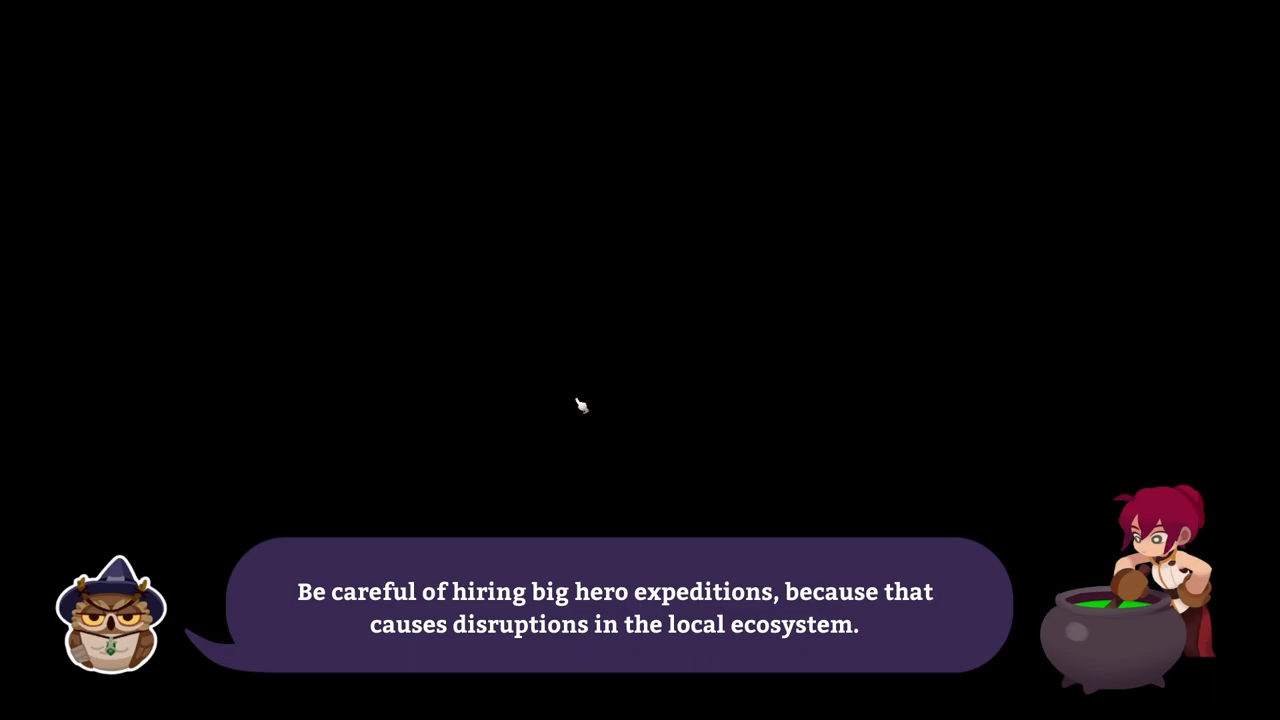 Be careful of hiring big hero expeditions, because that
causes disruptions in the local ecosystem.